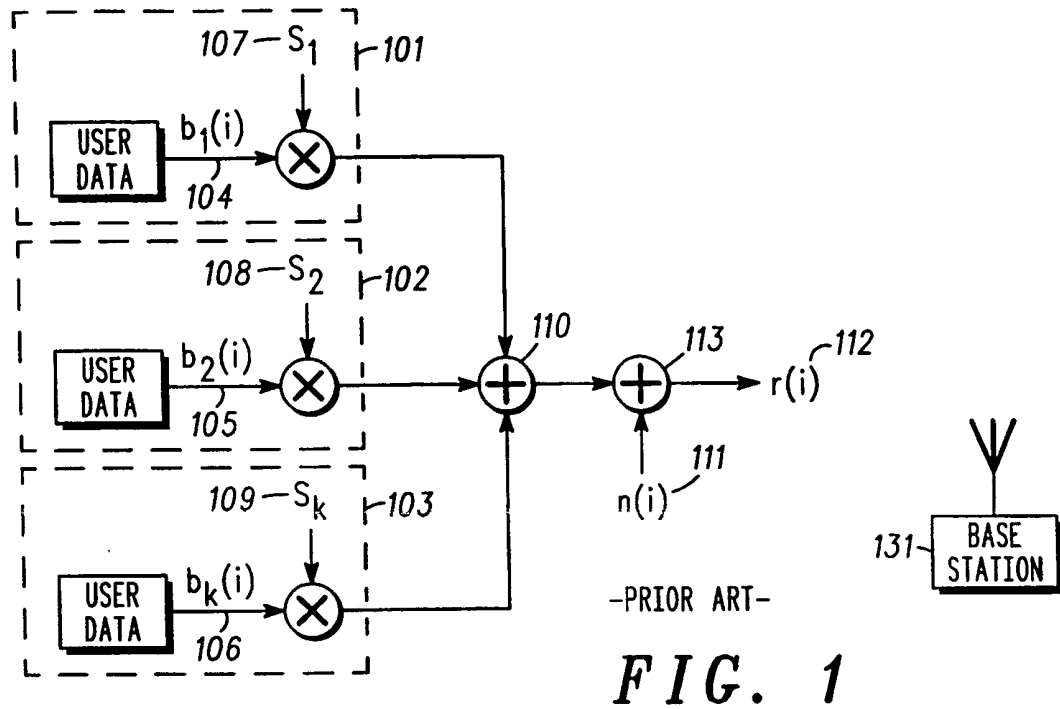 107 S₁
101
USER
DATA
b₁(i)
104
108 S₂
102
USER
DATA
b₂(i)
105
110
113
r(i) 112
n(i) 111
109 Sₖ
103
USER
DATA
bₖ(i)
106
131
BASE
STATION
-PRIOR ART-
FIG. 1